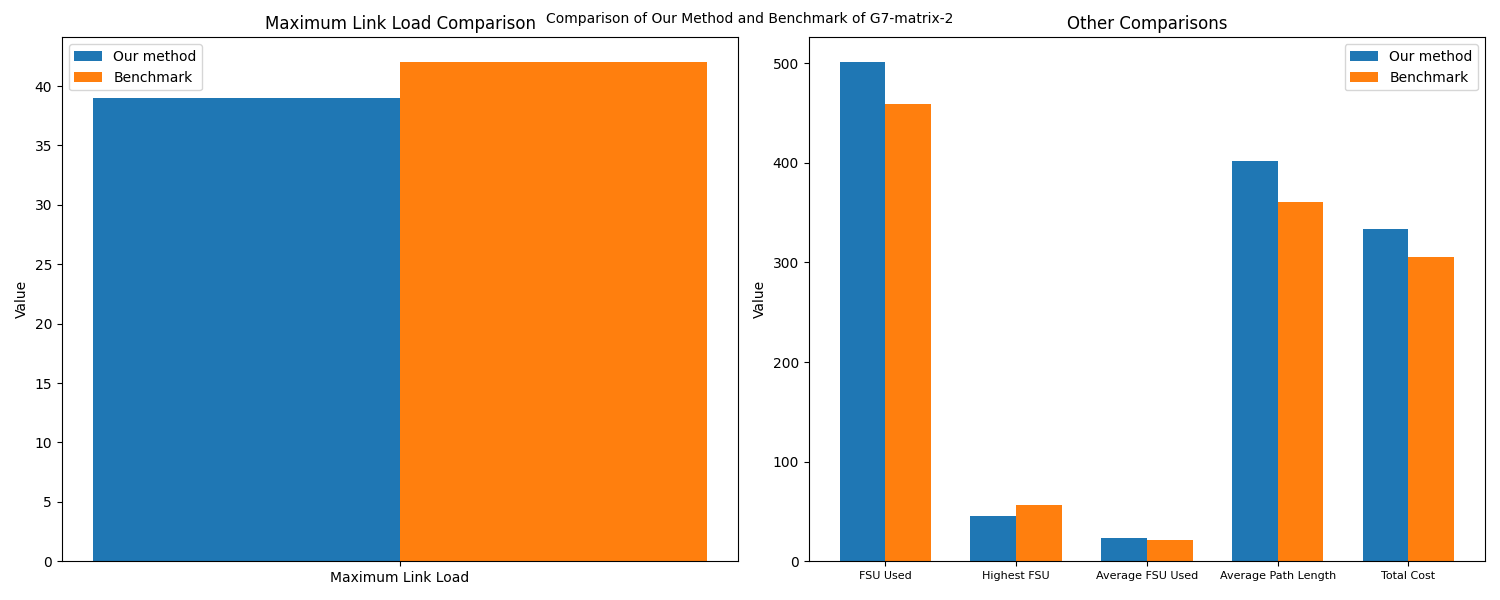 Comparison of Our Method and Benchmark of G7-matrix-2
Maximum Link Load Comparison
Our method
Benchmark
Value
40
35
30
25
20
15
10
5
0
Maximum Link Load
Other Comparisons
Our method
Benchmark
Value
500
400
300
200
100
0
FSU Used
Highest FSU
Average FSU Used
Average Path Length
Total Cost